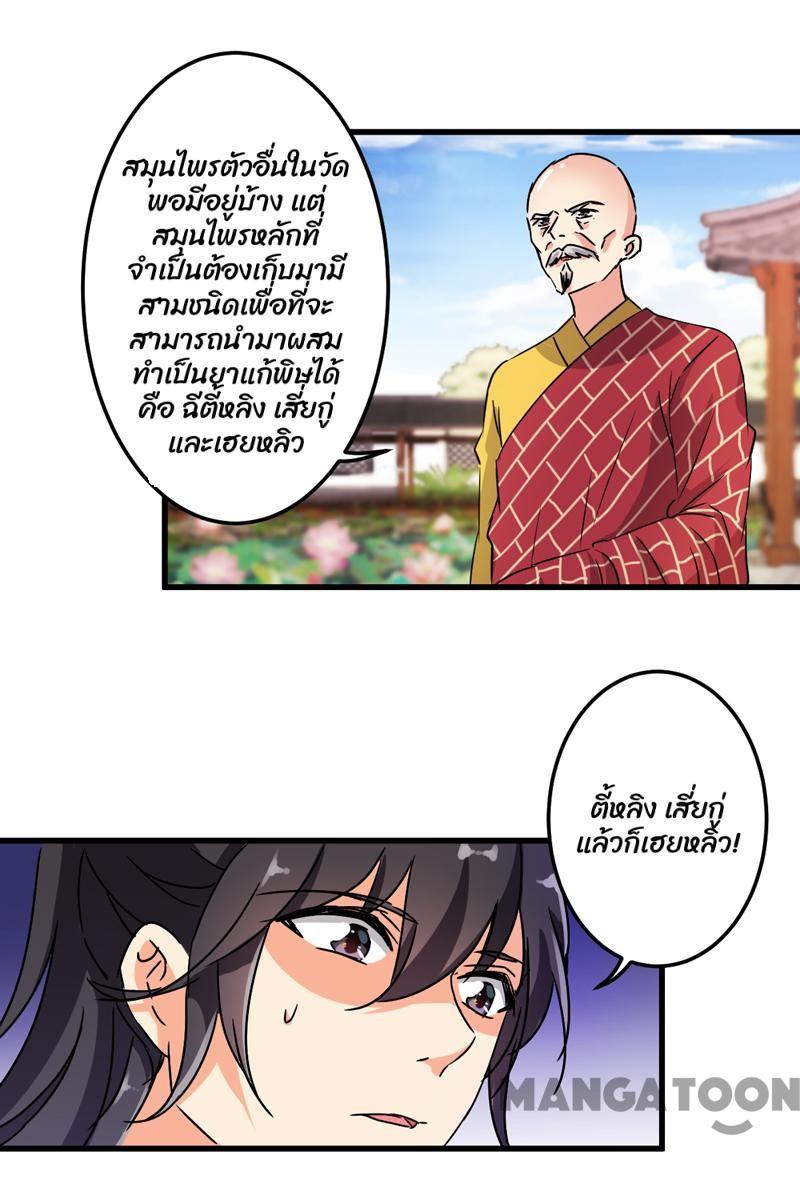 สมุนไพรตัวอื่นในวัด
พอมีอยู่บ้าง แต่
สมุนไพรหลักที่
จำเป็นต้องเก็บมามี
สามชนิดเพื่อที่จะ
สามารถนำมาผสม
ทำเป็นยาแก้พิษได้
คือ ฉีตี้หลิง เสี่ยกู่
และเฮยหลิว
ตี้หลิง เสี่ยกู่
แล้วก็เฮยหลิว!
MANGATOON